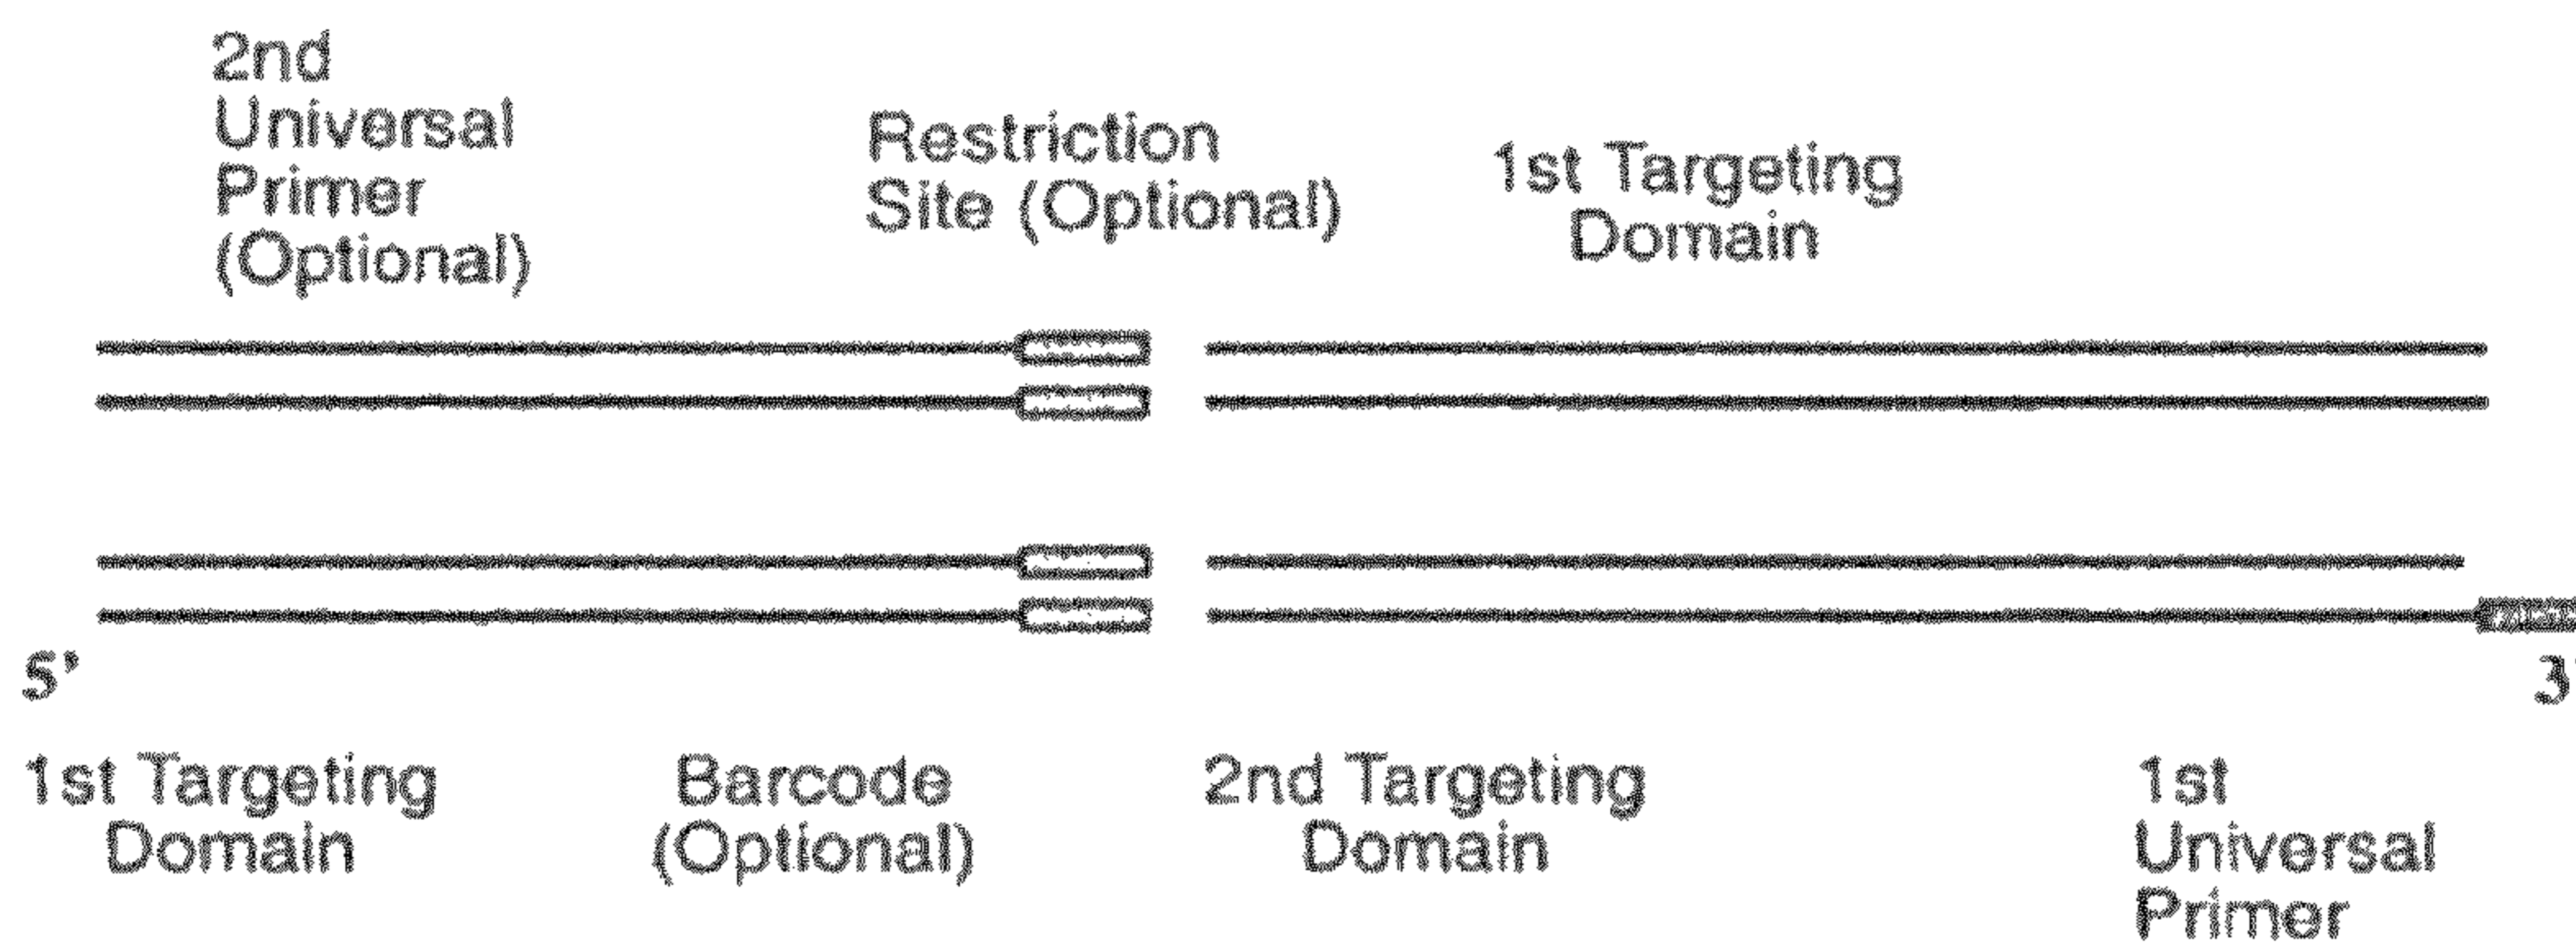 2nd
Universal
Primer
(Optional)
Restriction
Site (Optional)
1st Targeting
Domain
5'
3'
1st Targeting
Domain
Barcode
(Optional)
2nd Targeting
Domain
1st
Universal
Primer